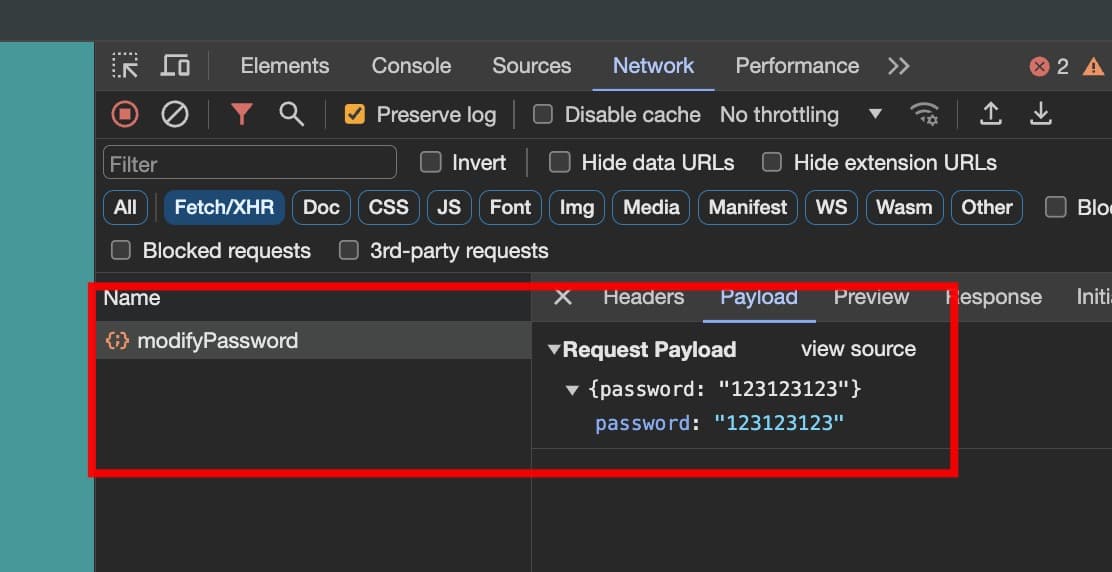 Elements Console Sources Network Performance 2
Preserve log Disable cache No throttling
Filter Invert Hide data URLs Hide extension URLs
All Fetch/XHR Doc CSS JS Font Img Media Manifest WS Wasm Other Bloc
Blocked requests 3rd-party requests
Name Headers Payload Preview Response Initia
{;} modifyPassword
Request Payload view source
{password: "123123123"}
password: "123123123"